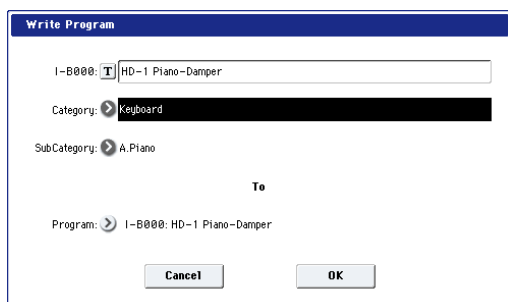 Write Program
I-B000: T HD-1 Piano-Damper
Category: Keyboard
SubCategory: A.Piano
To
Program: I-B000: HD-1 Piano-Damper
Cancel OK